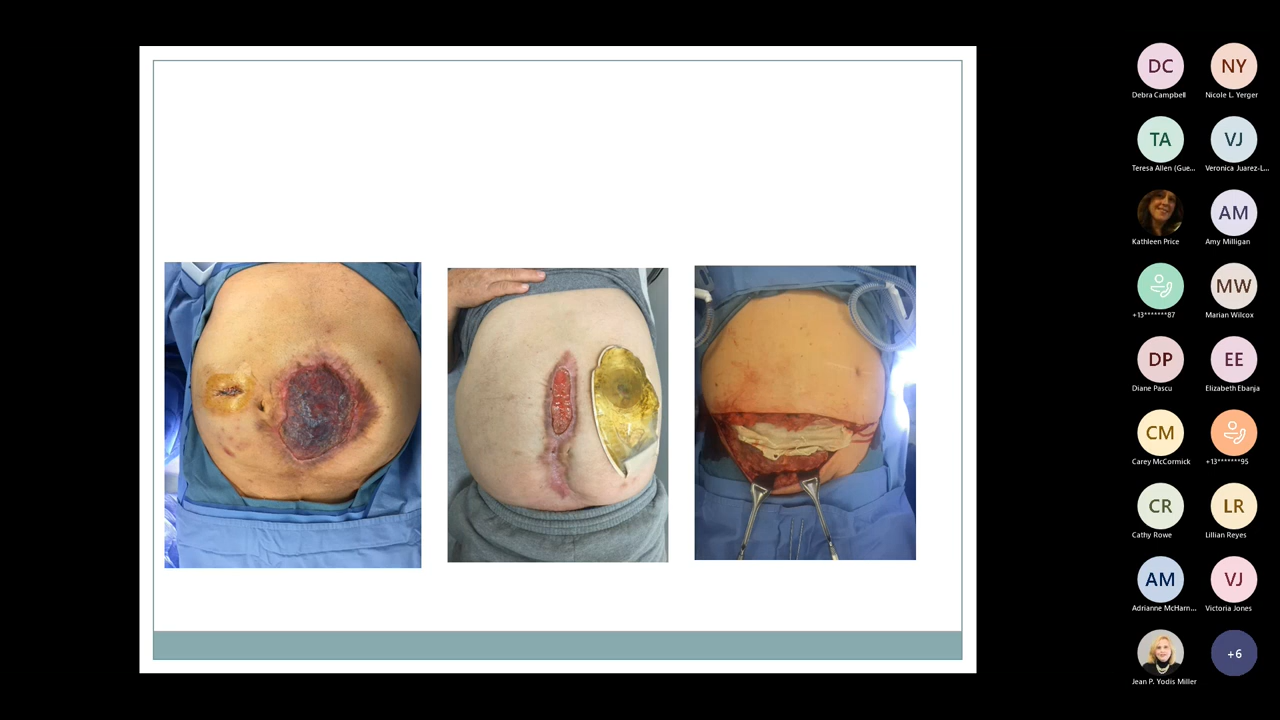 DC
NY
Debra Campbell
Nicole L. Yerger
TA
VJ
Teresa Allen (Gue...
Veronica Juarez-L...
AM
Kathleen Price
Amy Milligan
MW
+13*******87
Marian Wilcox
DP
EE
Diane Pascu
Elizabeth Ebanja
CM
Carey McCormick
+13*******95
CR
LR
Cathy Rowe
Lillian Reyes
AM
VJ
Adrianne McHarn...
Victoria Jones
+6
Jean P. Yodis Miller